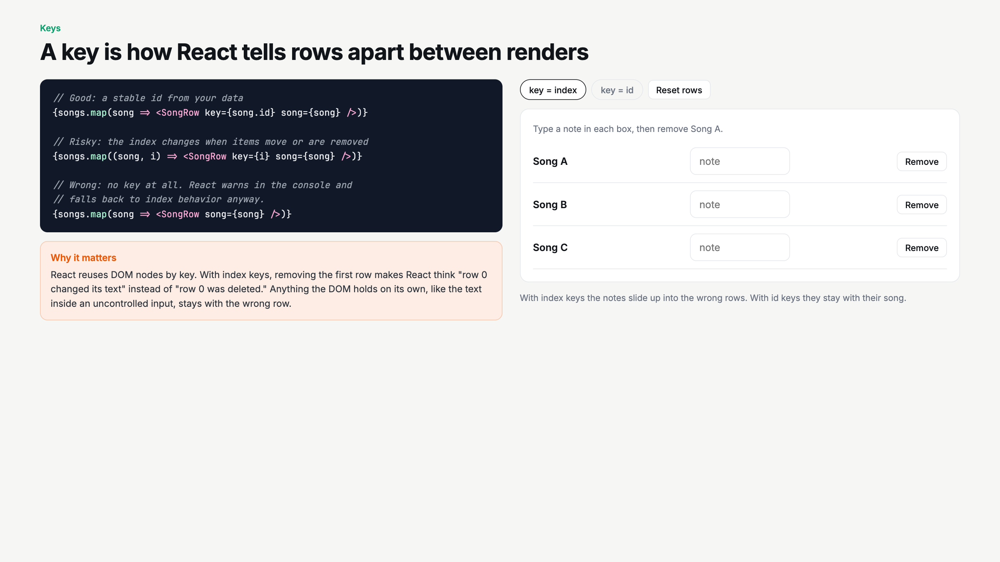 Keys
A key is how React tells rows apart between renders
// Good: a stable id from your data
{songs.map(song => <SongRow key={song.id} song={song} />)}
// Risky: the index changes when items move or are removed
{songs.map((song, i) => <SongRow key={i} song={song} />)}
// Wrong: no key at all. React warns in the console and
// falls back to index behavior anyway.
{songs.map(song => <SongRow song={song} />)}
Why it matters
React reuses DOM nodes by key. With index keys, removing the first row makes React think "row 0
changed its text" instead of "row 0 was deleted." Anything the DOM holds on its own, like the text
inside an uncontrolled input, stays with the wrong row.
key = index key = id Reset rows
Type a note in each box, then remove Song A.
Song A note Remove
Song B note Remove
Song C note Remove
With index keys the notes slide up into the wrong rows. With id keys they stay with their song.